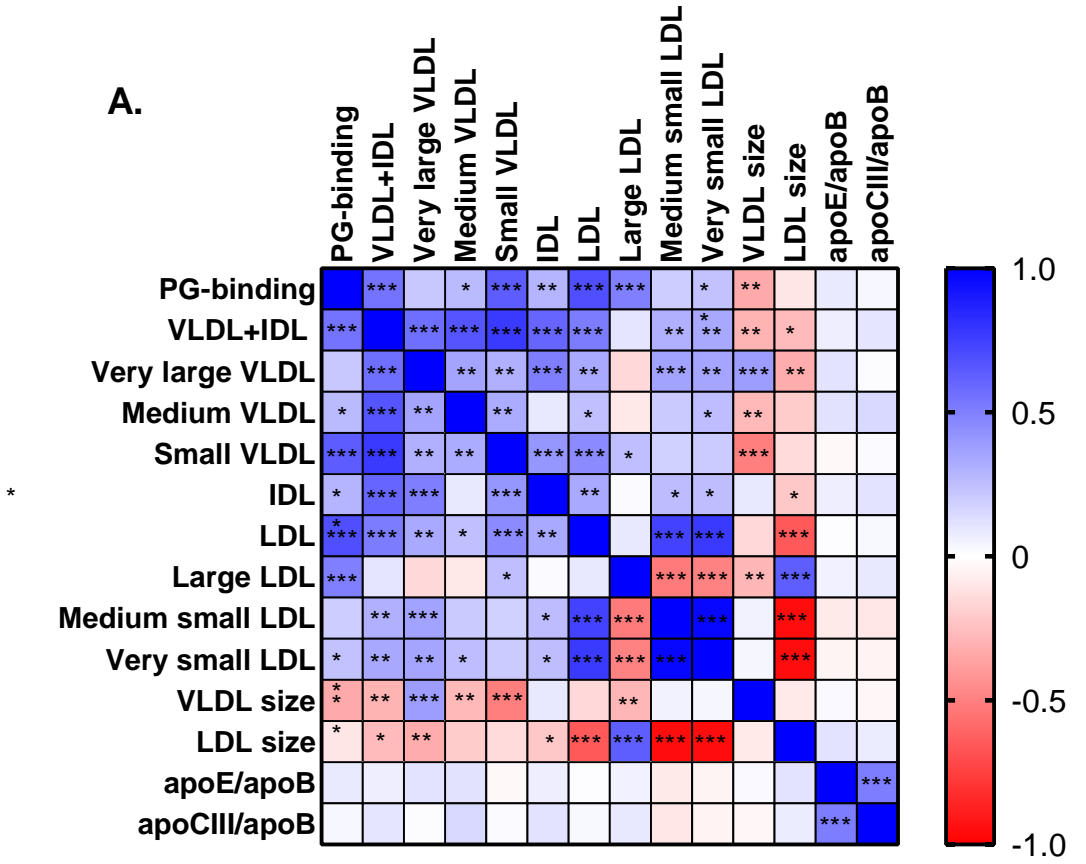 A.
PG-binding
VLDL+IDL
Very large VLDL
Medium VLDL
Small VLDL
IDL
LDL
Large LDL
Medium small LDL
Very small LDL
VLDL size
LDL size
apoE/apoB
apoCIII/apoB
PG-binding *** * *** ** *** *** * **
VLDL+IDL *** *** *** *** *** *** ** *** ** *
Very large VLDL *** ** ** *** ** *** ** *** **
Medium VLDL * *** ** ** * * **
Small VLDL *** *** ** ** *** *** * ***
* IDL * *** *** *** ** * * *
LDL **** *** ** * *** ** *** *** ***
Large LDL *** * *** *** ** ***
Medium small LDL ** *** * *** *** *** ***
Very small LDL * ** ** * * *** *** *** ***
VLDL size ** ** *** ** *** **
LDL size * * ** * *** *** *** ***
apoE/apoB ***
apoCIII/apoB ***
1.0
0.5
0
-0.5
-1.0